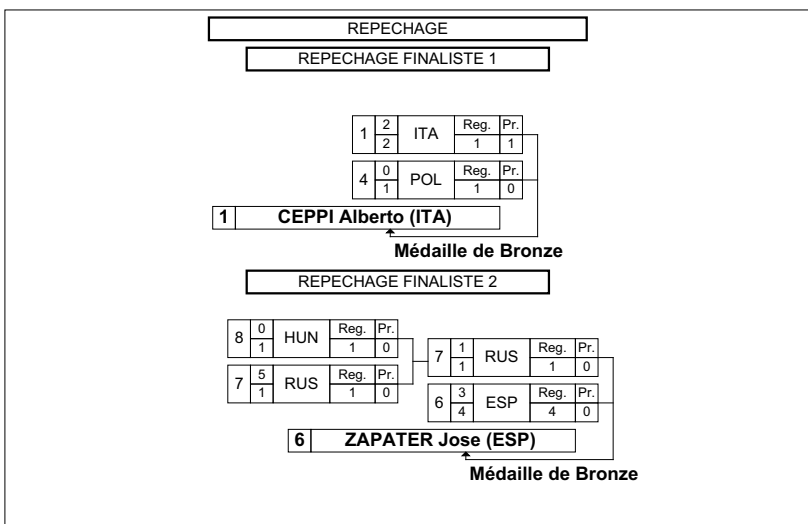 REPECHAGE
REPECHAGE FINALISTE 1
1 2 ITA Reg. Pr.
2 1 1
4 0 POL Reg. Pr.
1 1 0
1 CEPPI Alberto (ITA)
Médaille de Bronze
REPECHAGE FINALISTE 2
8 0 HUN Reg. Pr.
1 1 0
7 5 RUS Reg. Pr.
1 1 0
7 1 RUS Reg. Pr.
1 1 0
6 3 ESP Reg. Pr.
4 4 0
6 ZAPATER Jose (ESP)
Médaille de Bronze